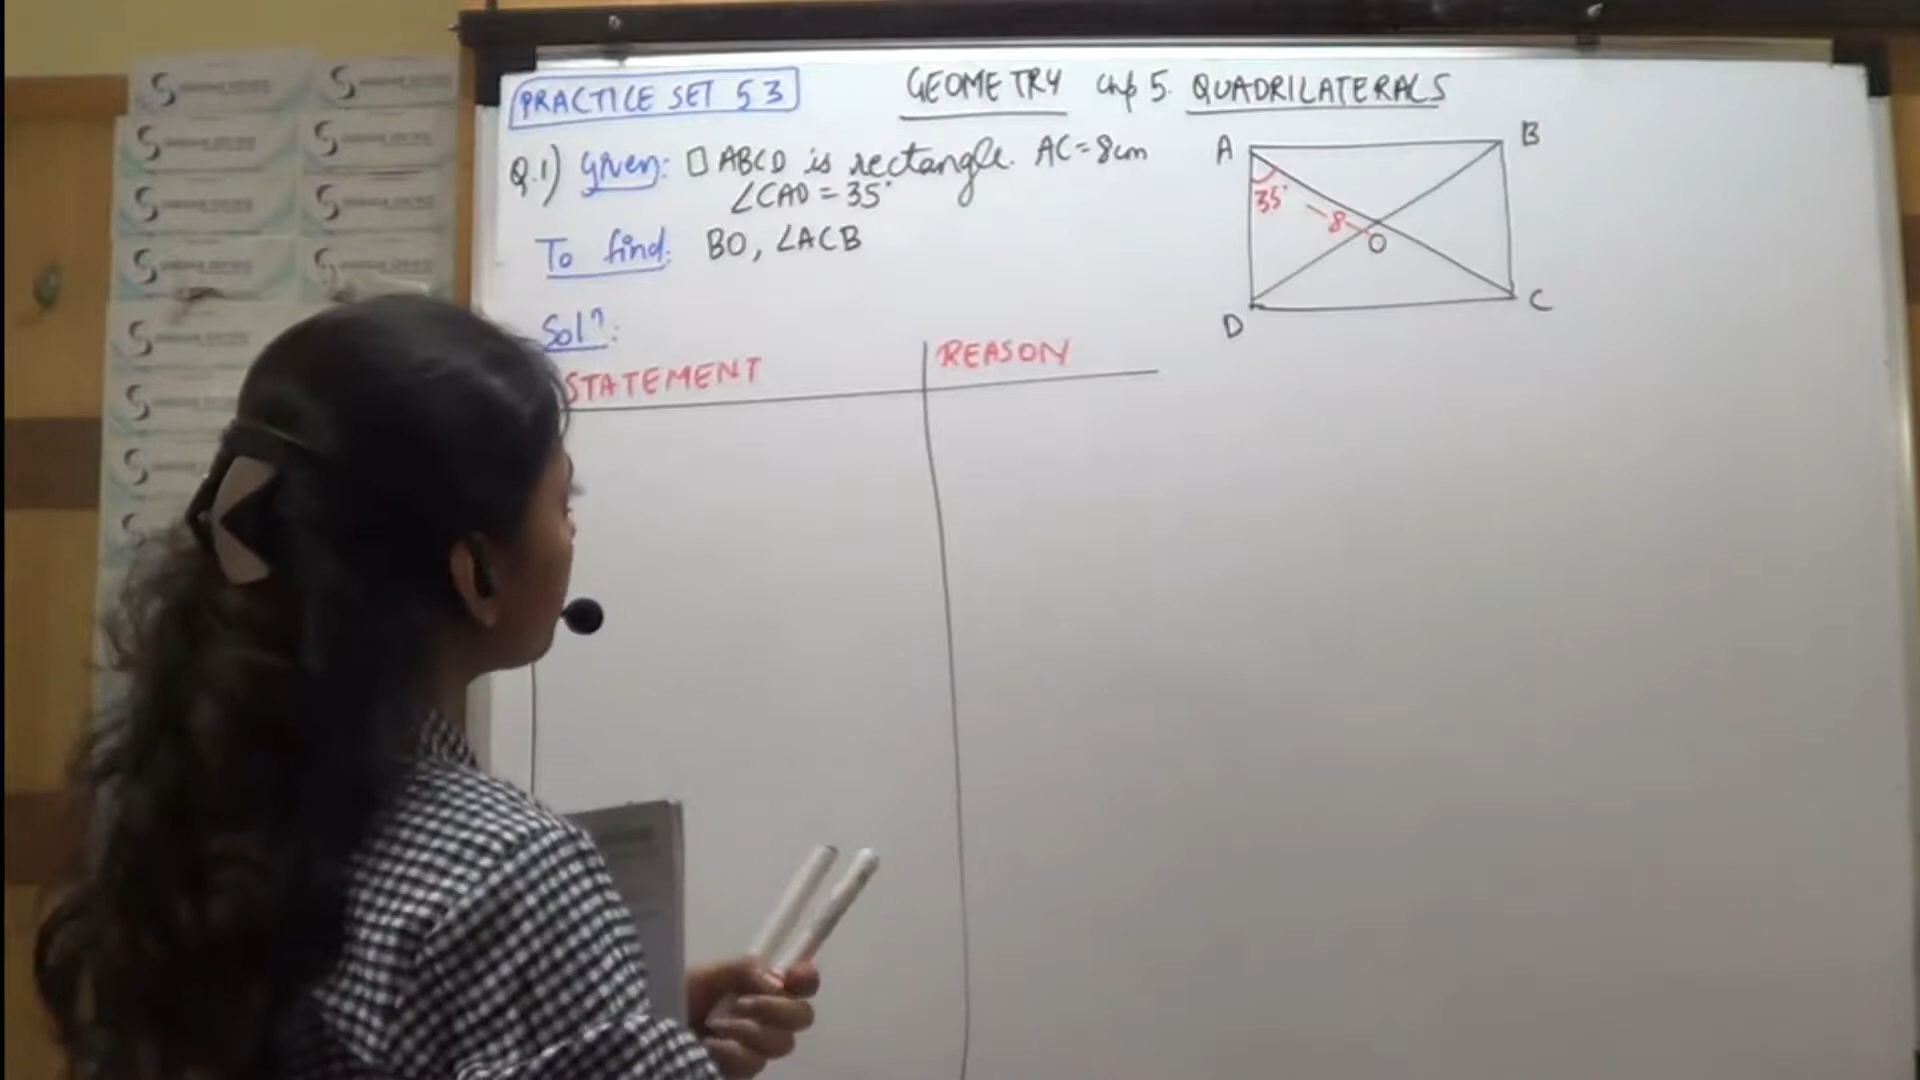 PRACTICE SET 5 3
GEOMETRY Chp 5. QUADRILATERALS
Q.1) Given: □ ABCD is rectangle. AC = 8cm
∠CAD = 35°
To find: BO, ∠ACB
Solⁿ:
STATEMENT
REASON
A
B
35°
8
O
D
C